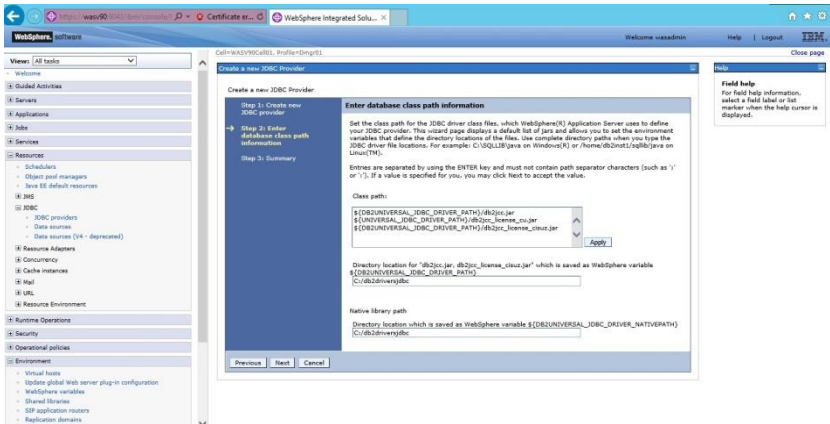 https://wasv90:9043/ibm/console/l
Certificate er...
WebSphere Integrated Solu...
WebSphere. software
Welcome wasadmin
Help | Logout
IBM.
Cell=WASV90Cell01, Profile=Dmgr01
Close page
View: All tasks
Welcome
Guided Activities
Servers
Applications
Jobs
Services
Resources
Schedulers
Object pool managers
Java EE default resources
JMS
JDBC
JDBC providers
Data sources
Data sources (V4 - deprecated)
Resource Adapters
Concurrency
Cache instances
Mail
URL
Resource Environment
Runtime Operations
Security
Operational policies
Environment
Virtual hosts
Update global Web server plug-in configuration
WebSphere variables
Shared libraries
SIP application routers
Replication domains
Create a new JDBC Provider
Create a new JDBC Provider
Step 1: Create new
JDBC provider
Step 2: Enter
database class path
information
Step 3: Summary
Enter database class path information
Set the class path for the JDBC driver class files, which WebSphere(R) Application Server uses to define
your JDBC provider. This wizard page displays a default list of jars and allows you to set the environment
variables that define the directory locations of the files. Use complete directory paths when you type the
JDBC driver file locations. For example: C:\SQLLIB\java on Windows(R) or /home/db2inst1/sqllib/java on
Linux(TM).
Entries are separated by using the ENTER key and must not contain path separator characters (such as ';'
or ':'). If a value is specified for you, you may click Next to accept the value.
Class path:
${DB2UNIVERSAL_JDBC_DRIVER_PATH}/db2jcc.jar
${UNIVERSAL_JDBC_DRIVER_PATH}/db2jcc_license_cu.jar
${DB2UNIVERSAL_JDBC_DRIVER_PATH}/db2jcc_license_cisuz.jar
Apply
Directory location for "db2jcc.jar, db2jcc_license_cisuz.jar" which is saved as WebSphere variable
${DB2UNIVERSAL_JDBC_DRIVER_PATH}
C:/db2driversjdbc
Native library path
Directory location which is saved as WebSphere variable ${DB2UNIVERSAL_JDBC_DRIVER_NATIVEPATH}
C:/db2driversjdbc
Previous Next Cancel
Help
Field help
For field help information,
select a field label or list
marker when the help cursor is
displayed.